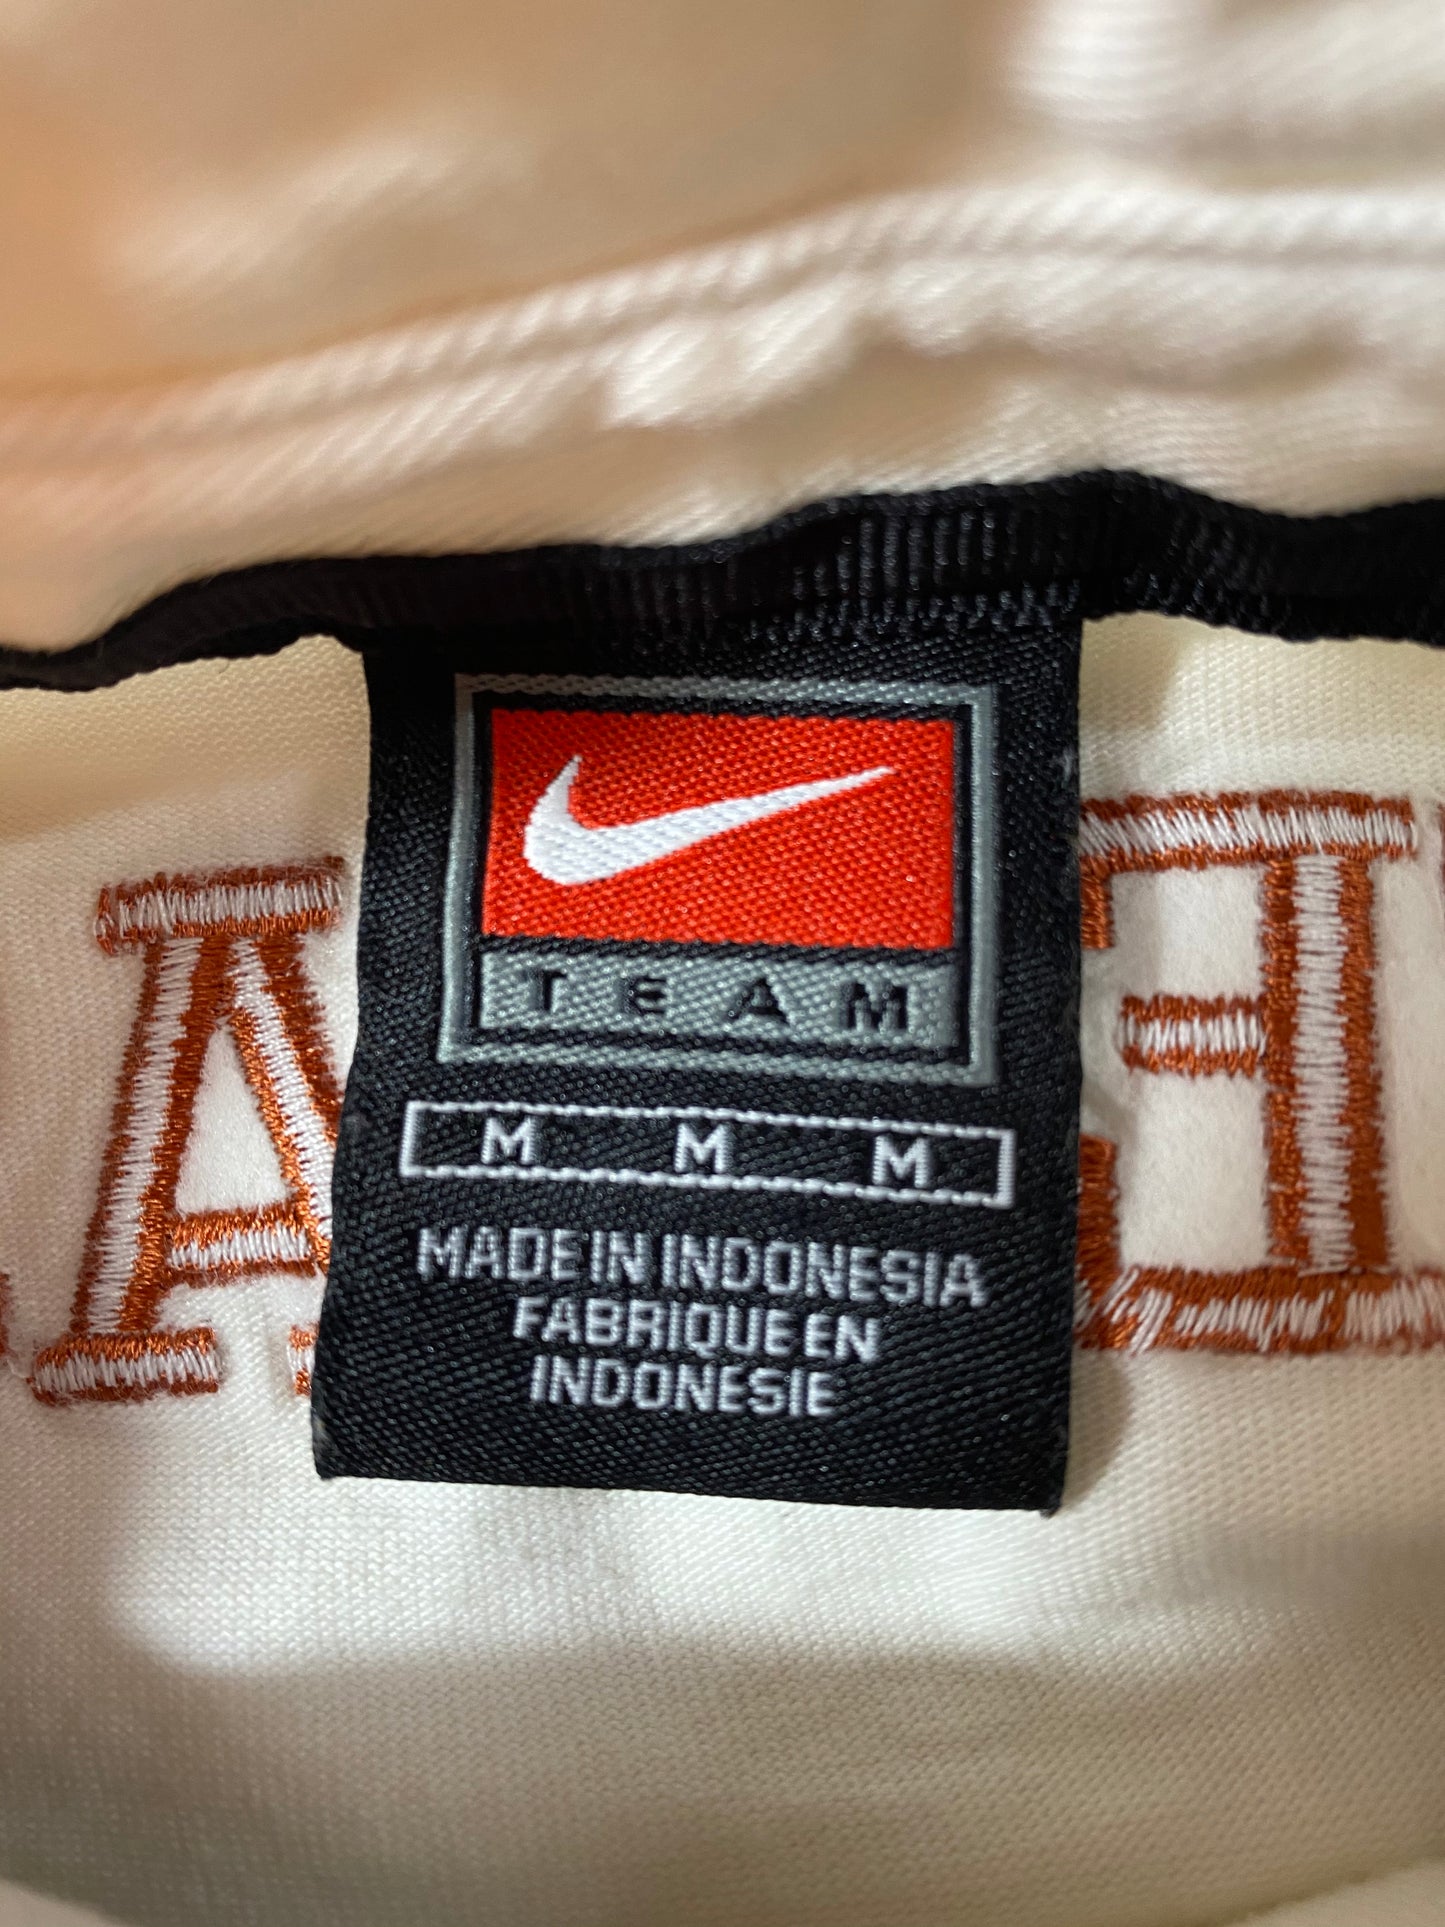 TEAM
M M M
MADE IN INDONESIA
FABRIQUE EN
INDONESIE